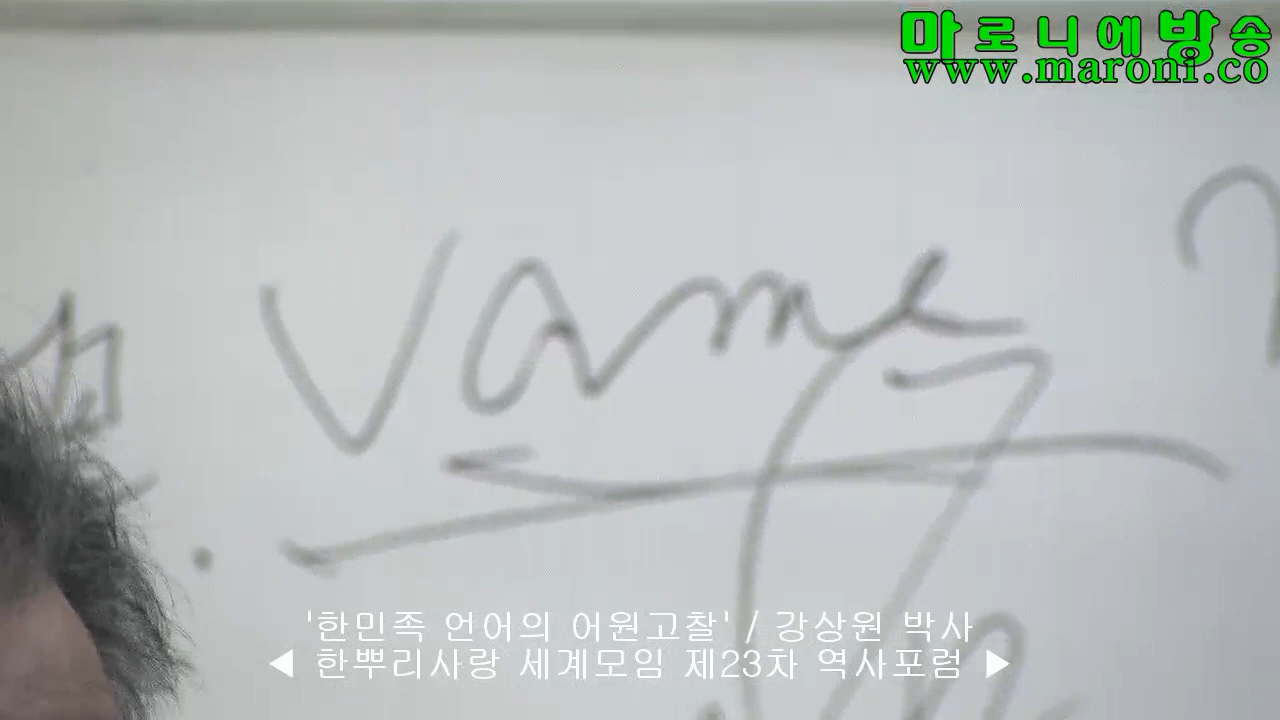 마로니에방송
www.maroni.co
vame
'한민족 언어의 어원고찰' / 강상원 박사
◀ 한뿌리사랑 세계모임 제23차 역사포럼 ▶